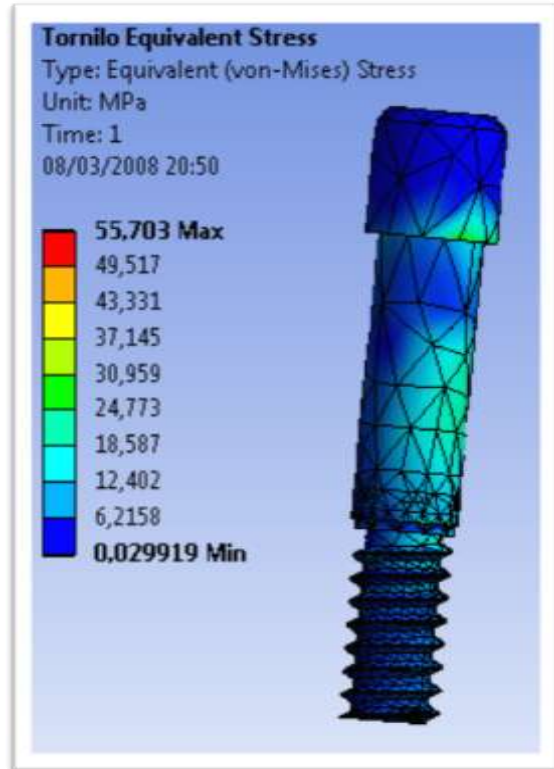 Tornilo Equivalent Stress
Type: Equivalent (von-Mises) Stress
Unit: MPa
Time: 1
08/03/2008 20:50
55,703 Max
49,517
43,331
37,145
30,959
24,773
18,587
12,402
6,2158
0,029919 Min